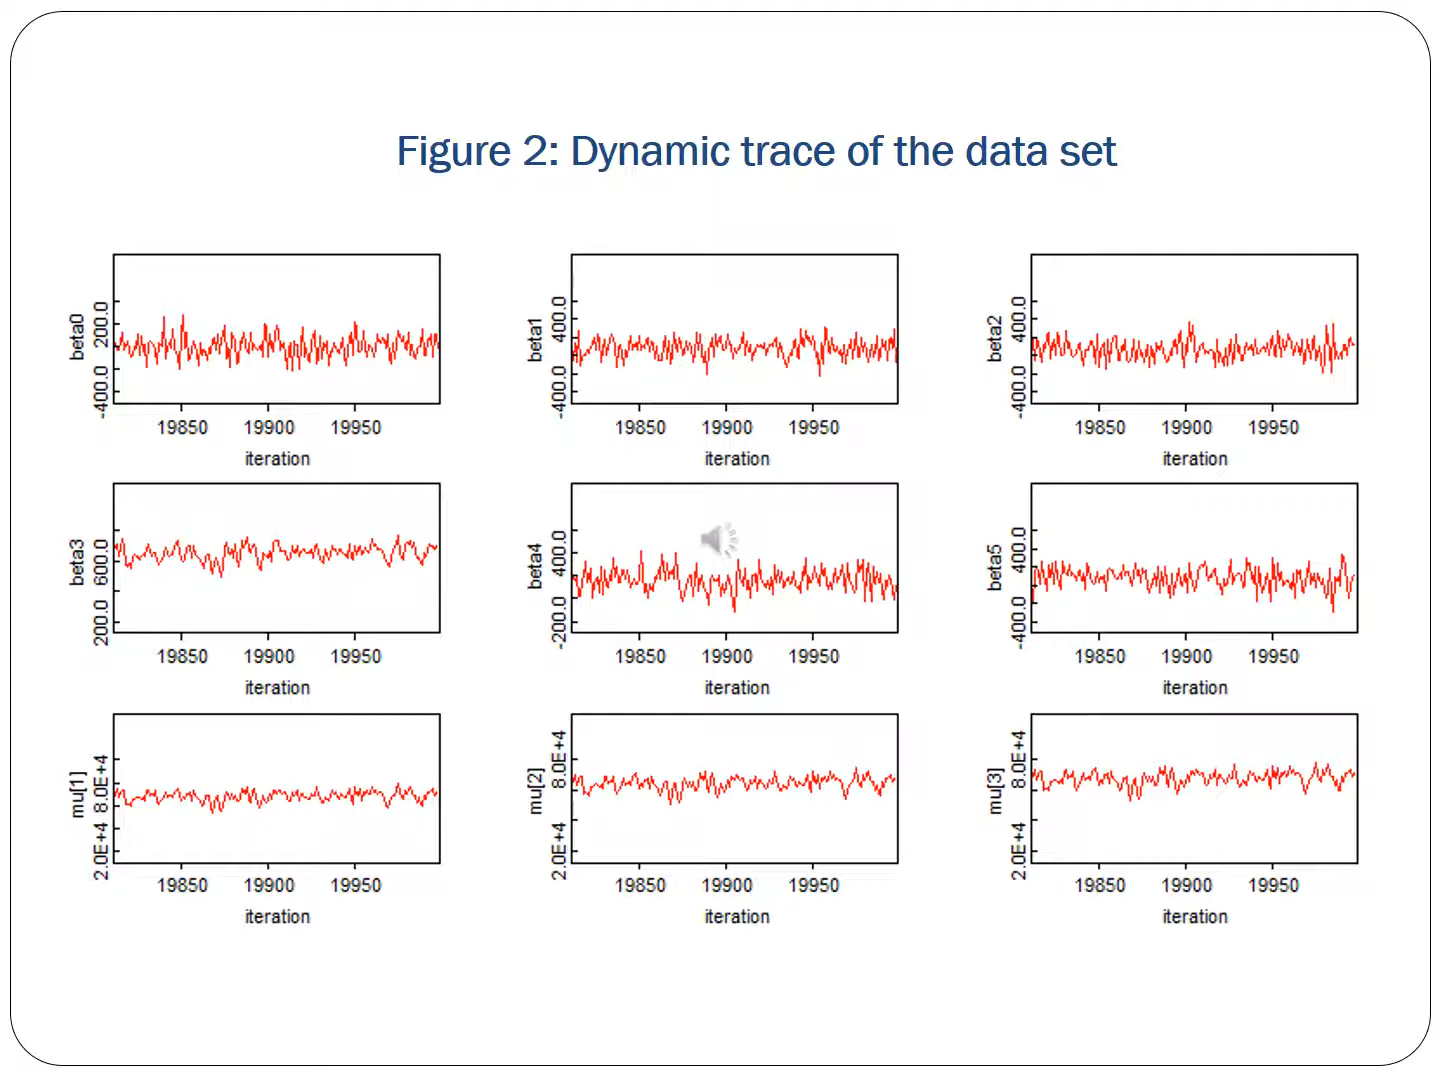 Figure 2: Dynamic trace of the data set
beta0
-400.0 200.0
19850 19900 19950
iteration
beta1
-400.0 400.0
19850 19900 19950
iteration
beta2
-400.0 400.0
19850 19900 19950
iteration
beta3
200.0 600.0
19850 19900 19950
iteration
beta4
-200.0 400.0
19850 19900 19950
iteration
beta5
-400.0 400.0
19850 19900 19950
iteration
mu[1]
2.0E+4 8.0E+4
19850 19900 19950
iteration
mu[2]
2.0E+4 8.0E+4
19850 19900 19950
iteration
mu[3]
2.0E+4 8.0E+4
19850 19900 19950
iteration